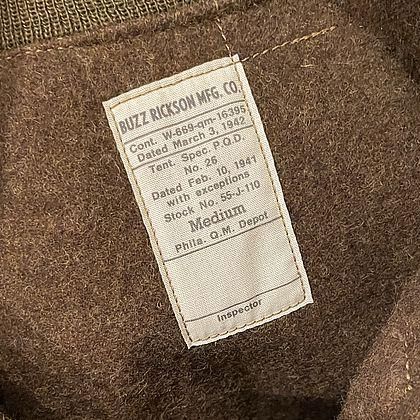 BUZZ RICKSON MFG. CO.
Cont. W-669-qm-16395
Dated March 3, 1942
Tent. Spec. P.Q.D.
No. 26
Dated Feb. 10, 1941
with exceptions
Stock No. 55-J-110
Medium
Phila. Q.M. Depot
Inspector